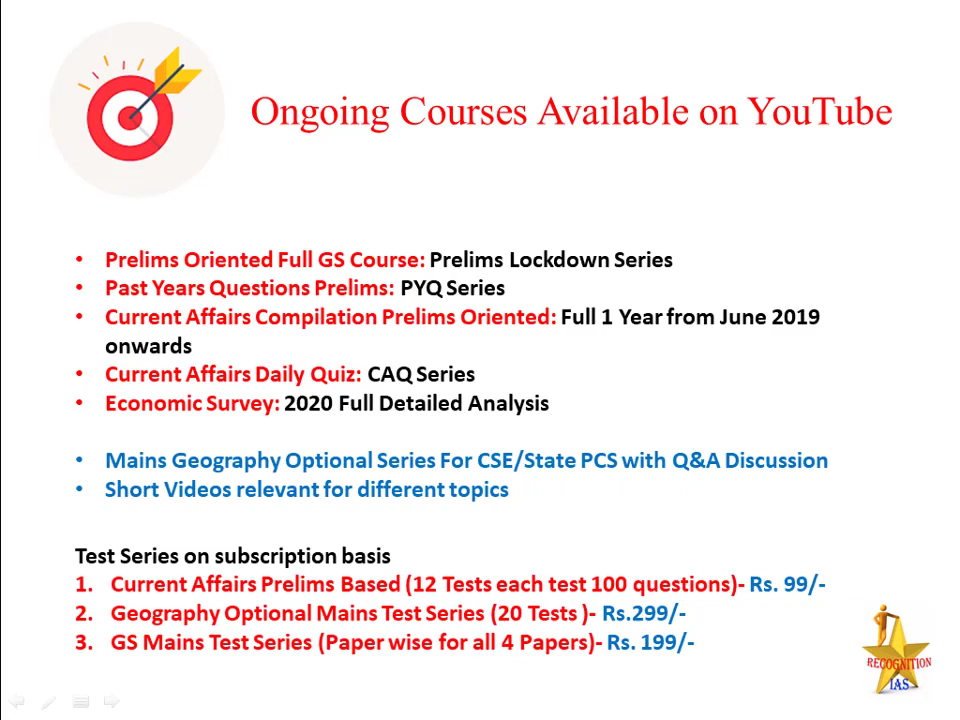 Ongoing Courses Available on YouTube
• Prelims Oriented Full GS Course: Prelims Lockdown Series
• Past Years Questions Prelims: PYQ Series
• Current Affairs Compilation Prelims Oriented: Full 1 Year from June 2019
onwards
• Current Affairs Daily Quiz: CAQ Series
• Economic Survey: 2020 Full Detailed Analysis
• Mains Geography Optional Series For CSE/State PCS with Q&A Discussion
• Short Videos relevant for different topics
Test Series on subscription basis
1. Current Affairs Prelims Based (12 Tests each test 100 questions)- Rs. 99/-
2. Geography Optional Mains Test Series (20 Tests )- Rs.299/-
3. GS Mains Test Series (Paper wise for all 4 Papers)- Rs. 199/-
RECOGNITION
IAS